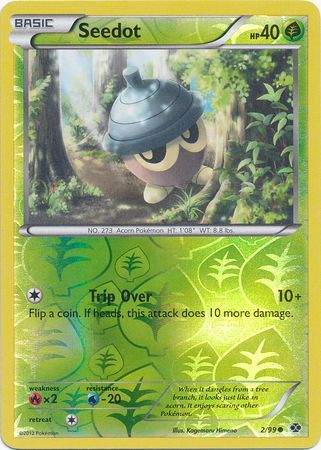 BASIC
Seedot
HP40
NO. 273 Acorn Pokémon HT: 1'08" WT: 8.8 lbs.
Trip Over 10+
Flip a coin. If heads, this attack does 10 more damage.
weakness resistance
×2 -20
retreat
When it dangles from a tree
branch, it looks just like an
acorn. It enjoys scaring other
Pokémon.
©2012 Pokémon
Illus. Kagemaru Himeno
2/99